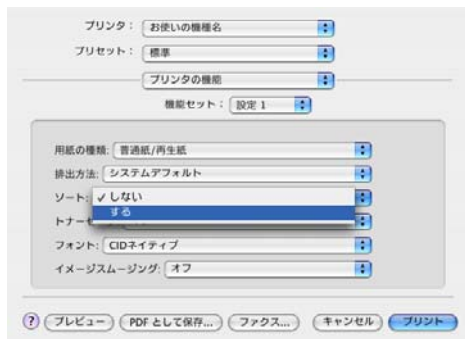 プリンタ： お使いの機種名
プリセット： 標準
プリンタの機能
機能セット： 設定 1
用紙の種類: 普通紙/再生紙
排出方法: システムデフォルト
ソート: ✓ しない
する
トナーセ
フォント: CIDネイティブ
イメージスムージング: オフ
? プレビュー PDF として保存... ファクス... キャンセル プリント